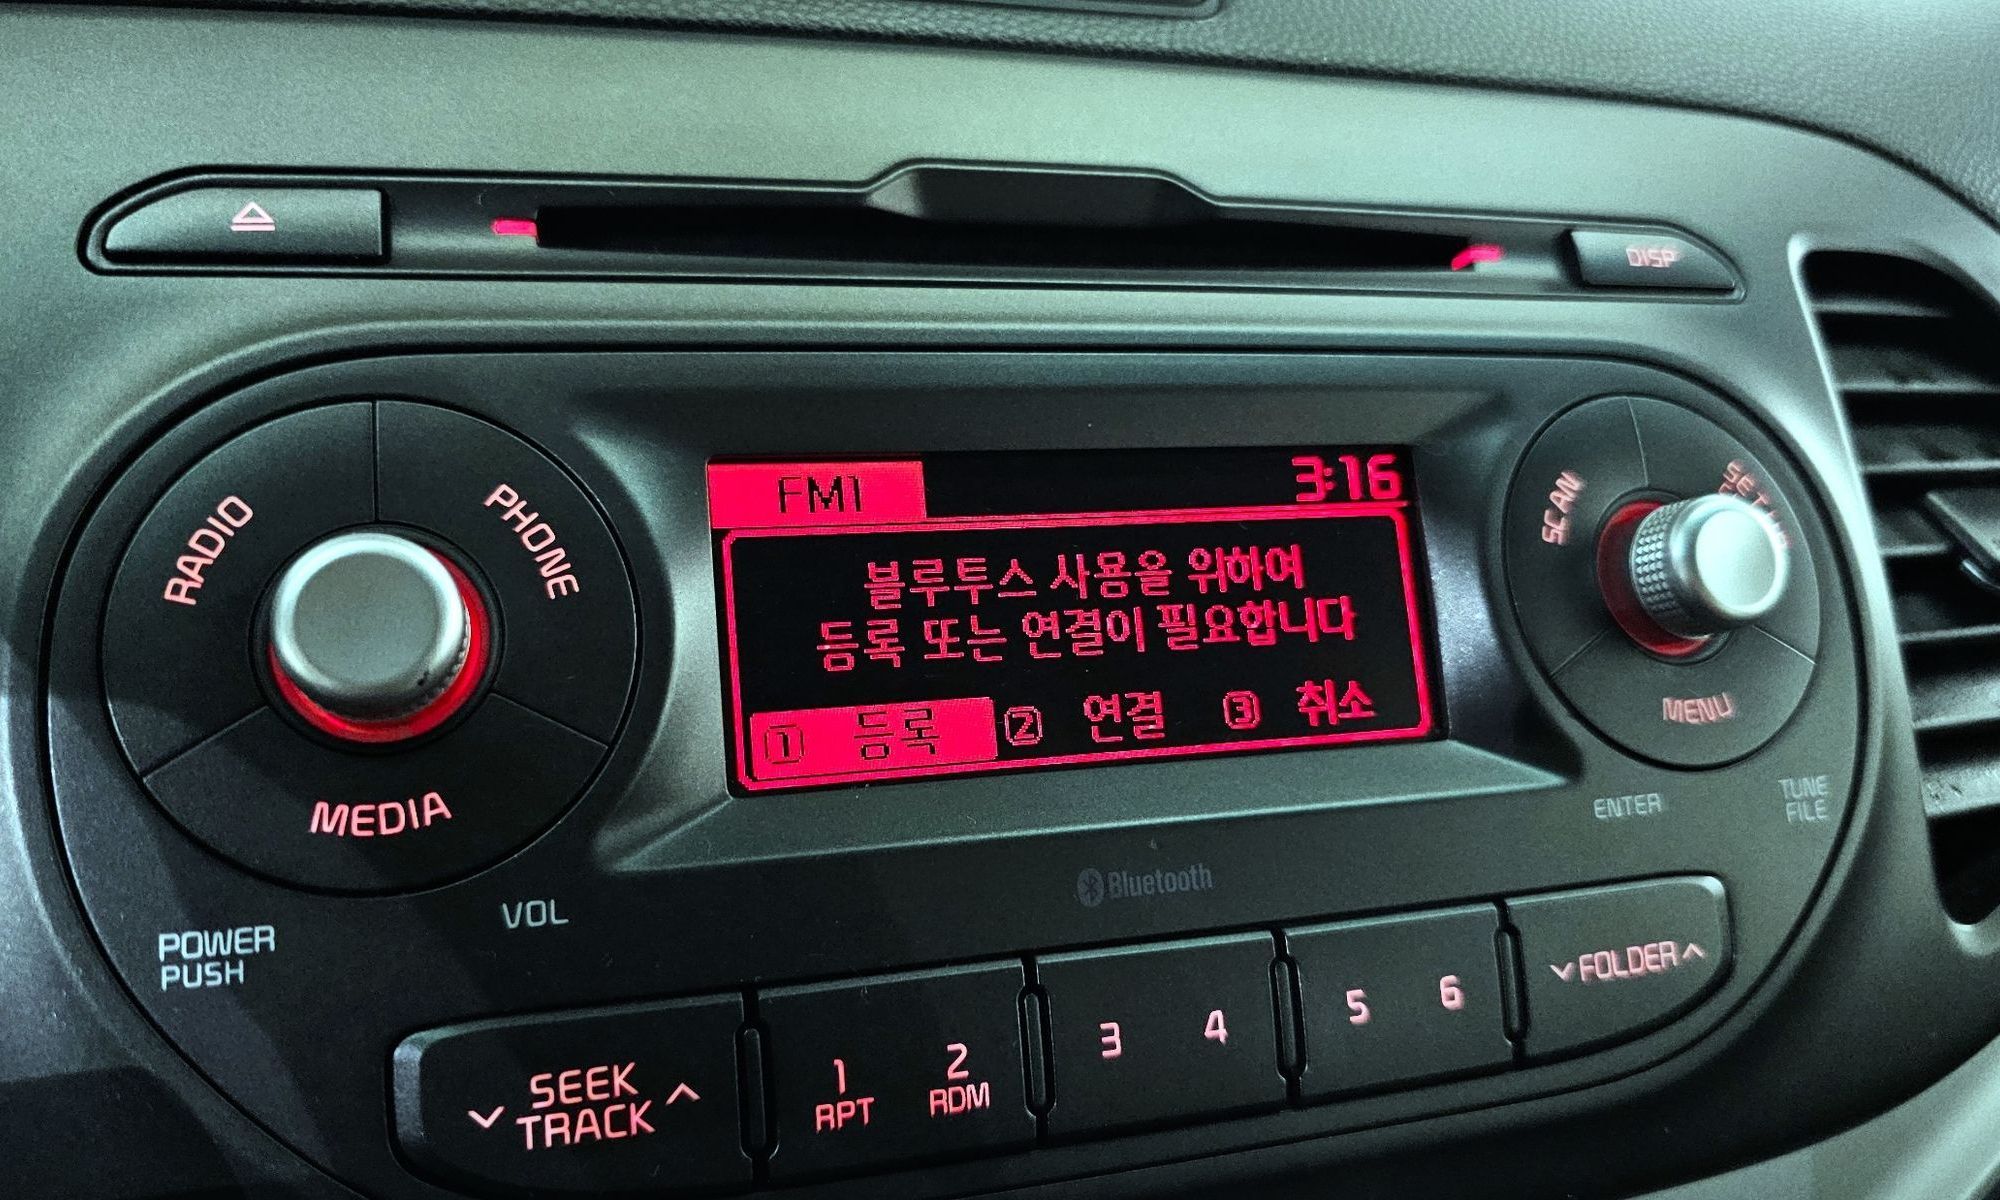 DISP
RADIO
PHONE
MEDIA
POWER
PUSH
VOL
FM1
3:16
블루투스 사용을 위하여
등록 또는 연결이 필요합니다
1 등록 2 연결 3 취소
SCAN
SETUP
MENU
ENTER
TUNE
FILE
Bluetooth
SEEK
TRACK
1
RPT
2
RDM
3 4
5 6
FOLDER